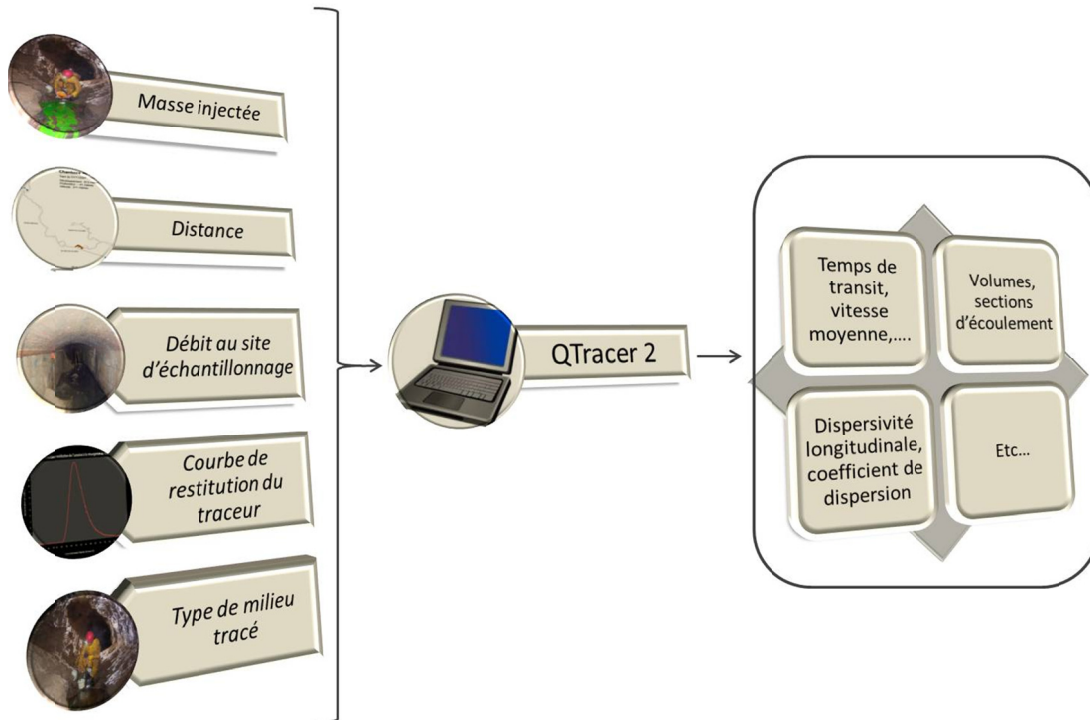 Masse injectée
Distance
Débit au site
d'échantillonnage
Courbe de
restitution du
traceur
Type de milieu
tracé
QTracer 2
Temps de
transit,
vitesse
moyenne,....
Volumes,
sections
d'écoulement
Dispersivité
longitudinale,
coefficient de
dispersion
Etc...